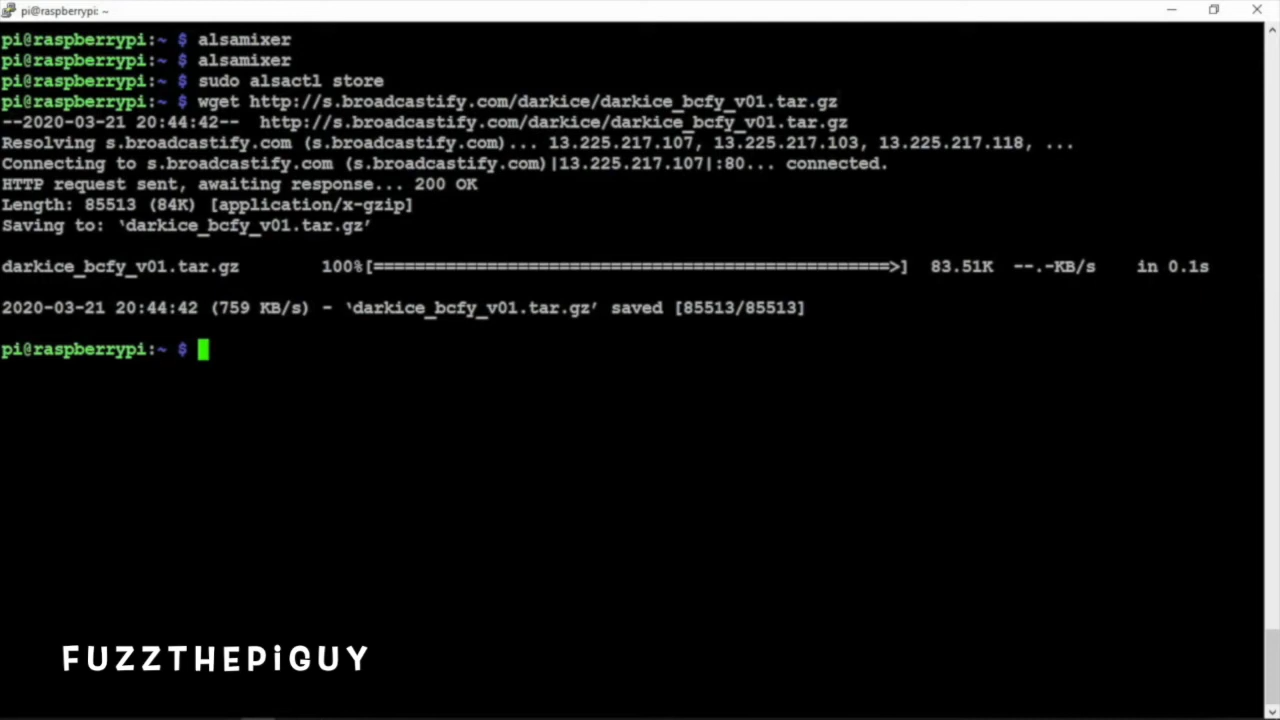 pi@raspberrypi: ~
pi@raspberrypi:~ $ alsamixer
pi@raspberrypi:~ $ alsamixer
pi@raspberrypi:~ $ sudo alsactl store
pi@raspberrypi:~ $ wget http://s.broadcastify.com/darkice/darkice_bcfy_v01.tar.gz
--2020-03-21 20:44:42--  http://s.broadcastify.com/darkice/darkice_bcfy_v01.tar.gz
Resolving s.broadcastify.com (s.broadcastify.com)... 13.225.217.107, 13.225.217.103, 13.225.217.118, ...
Connecting to s.broadcastify.com (s.broadcastify.com)|13.225.217.107|:80... connected.
HTTP request sent, awaiting response... 200 OK
Length: 85513 (84K) [application/x-gzip]
Saving to: ‘darkice_bcfy_v01.tar.gz’
darkice_bcfy_v01.tar.gz        100%[==================================================>]  83.51K  --.-KB/s    in 0.1s
2020-03-21 20:44:42 (759 KB/s) - ‘darkice_bcfy_v01.tar.gz’ saved [85513/85513]
pi@raspberrypi:~ $
FUZZTHEPiGUY